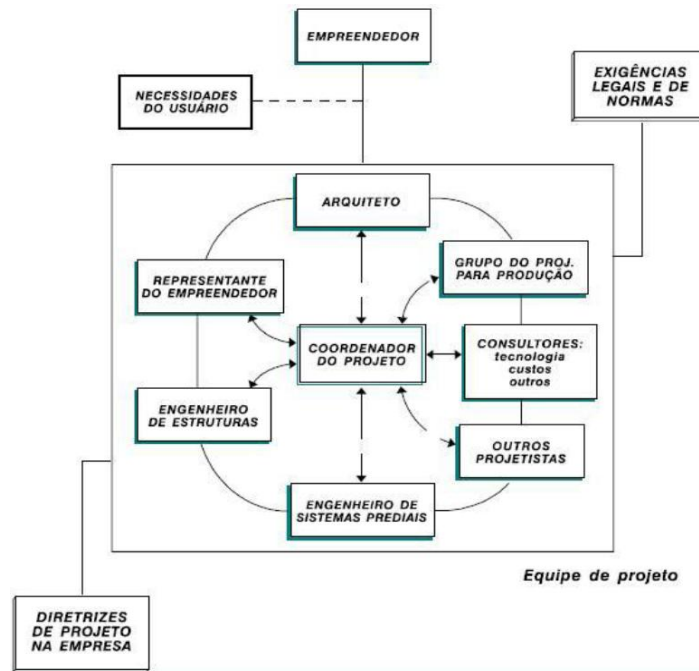 EMPREENDEDOR
NECESSIDADES
DO USUÁRIO
EXIGÊNCIAS
LEGAIS E DE
NORMAS
ARQUITETO
REPRESENTANTE
DO EMPREENDEDOR
GRUPO DO PROJ.
PARA PRODUÇÃO
COORDENADOR
DO PROJETO
CONSULTORES:
tecnologia
custos
outros
ENGENHEIRO
DE ESTRUTURAS
OUTROS
PROJETISTAS
ENGENHEIRO DE
SISTEMAS PREDIAIS
Equipe de projeto
DIRETRIZES
DE PROJETO
NA EMPRESA